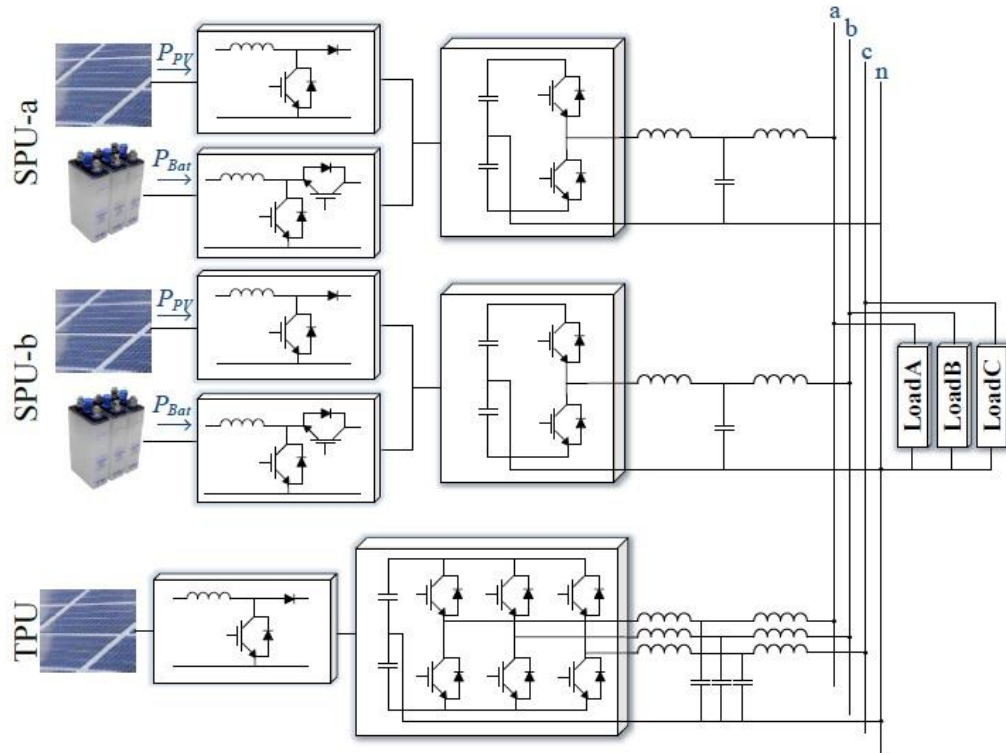 a
b
c
n
SPU-a
P_PV
P_Bat
SPU-b
P_PV
P_Bat
LoadA
LoadB
LoadC
TPU